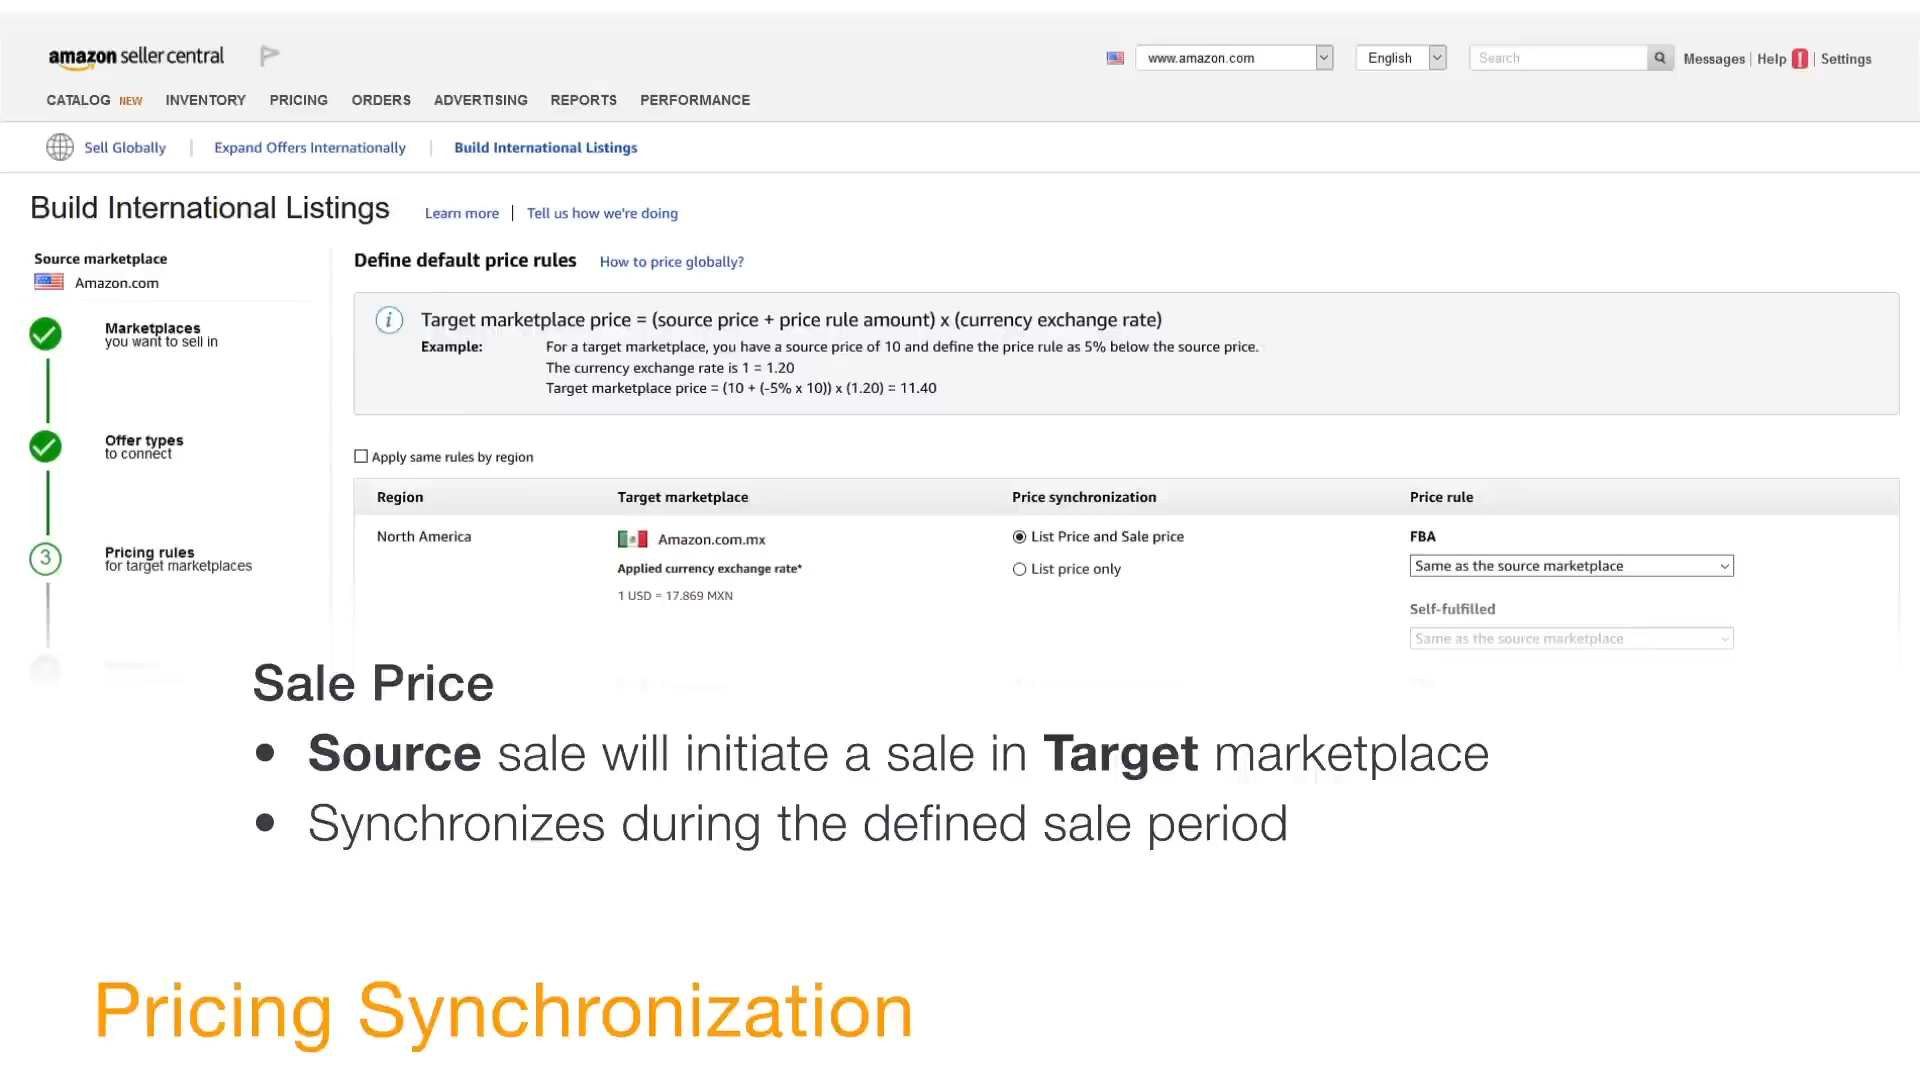 amazon seller central
www.amazon.com
English
Search
Messages | Help | Settings
CATALOG NEW INVENTORY PRICING ORDERS ADVERTISING REPORTS PERFORMANCE
Sell Globally | Expand Offers Internationally | Build International Listings
Build International Listings Learn more | Tell us how we're doing
Source marketplace
Amazon.com
Marketplaces
you want to sell in
Offer types
to connect
3
Pricing rules
for target marketplaces
Define default price rules How to price globally?
i Target marketplace price = (source price + price rule amount) x (currency exchange rate)
Example: For a target marketplace, you have a source price of 10 and define the price rule as 5% below the source price.
The currency exchange rate is 1 = 1.20
Target marketplace price = (10 + (-5% x 10)) x (1.20) = 11.40
Apply same rules by region
Region Target marketplace Price synchronization Price rule
North America Amazon.com.mx List Price and Sale price FBA
Applied currency exchange rate* List price only Same as the source marketplace
1 USD = 17.869 MXN
Self-fulfilled
Same as the source marketplace
Sale Price
• Source sale will initiate a sale in Target marketplace
• Synchronizes during the defined sale period
Pricing Synchronization